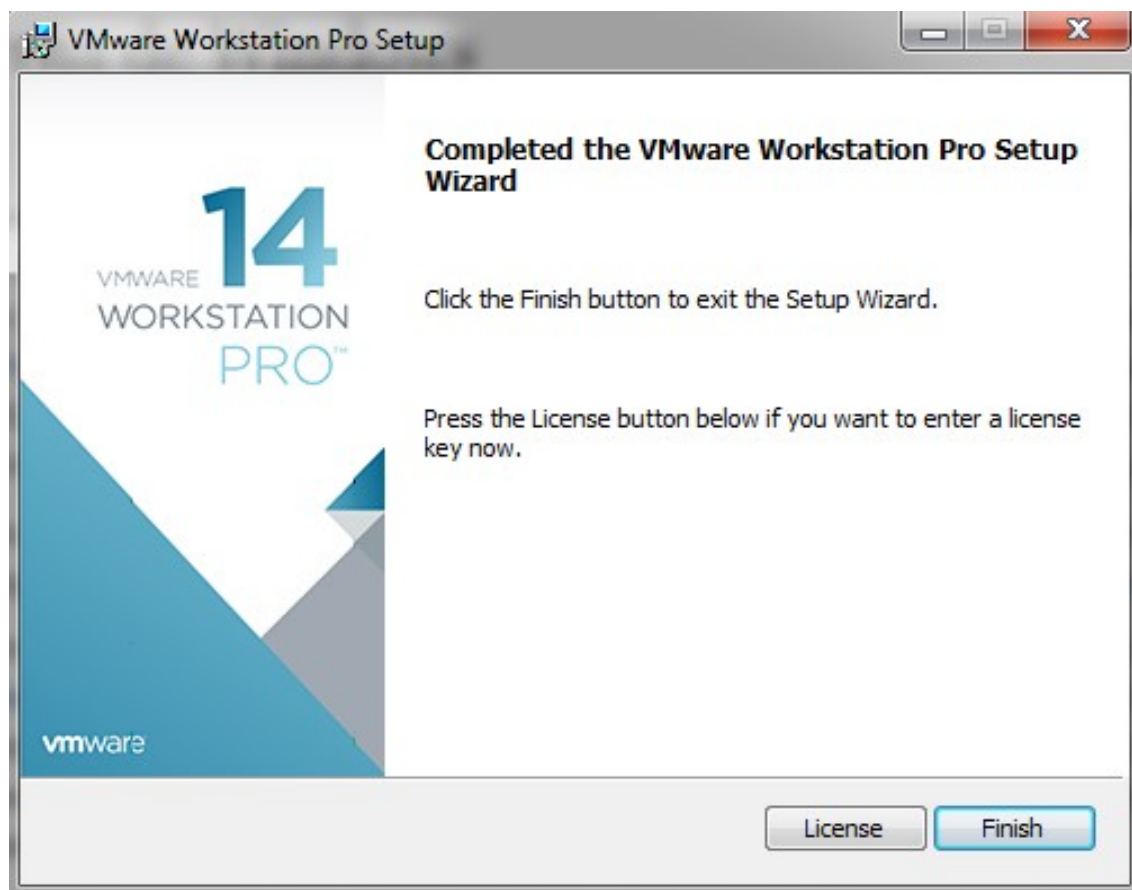 VMware Workstation Pro Setup
Completed the VMware Workstation Pro Setup
Wizard
14
VMWARE
WORKSTATION
PRO™
Click the Finish button to exit the Setup Wizard.
Press the License button below if you want to enter a license
key now.
vmware
License
Finish